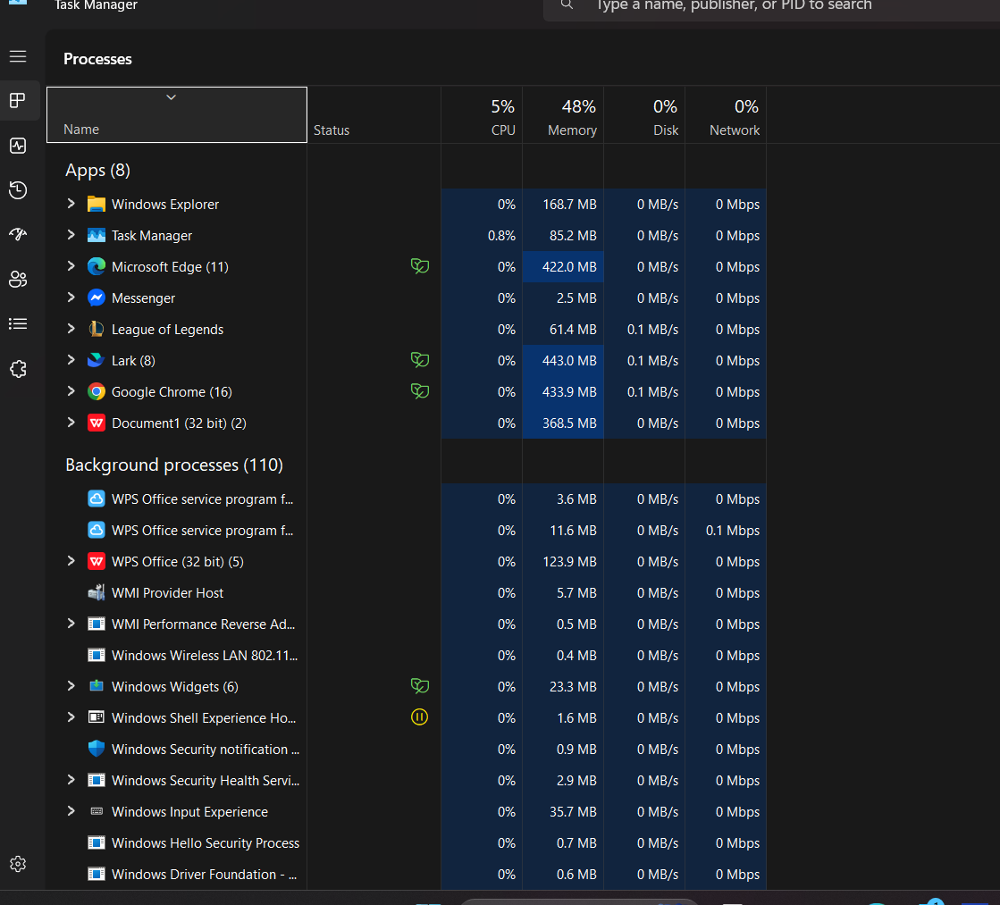 Task Manager
Type a name, publisher, or PID to search
Processes
5% 48% 0% 0%
Name Status CPU Memory Disk Network
Apps (8)
Windows Explorer 0% 168.7 MB 0 MB/s 0 Mbps
Task Manager 0.8% 85.2 MB 0 MB/s 0 Mbps
Microsoft Edge (11) 0% 422.0 MB 0 MB/s 0 Mbps
Messenger 0% 2.5 MB 0 MB/s 0 Mbps
League of Legends 0% 61.4 MB 0.1 MB/s 0 Mbps
Lark (8) 0% 443.0 MB 0.1 MB/s 0 Mbps
Google Chrome (16) 0% 433.9 MB 0.1 MB/s 0 Mbps
Document1 (32 bit) (2) 0% 368.5 MB 0 MB/s 0 Mbps
Background processes (110)
WPS Office service program f... 0% 3.6 MB 0 MB/s 0 Mbps
WPS Office service program f... 0% 11.6 MB 0 MB/s 0.1 Mbps
WPS Office (32 bit) (5) 0% 123.9 MB 0 MB/s 0 Mbps
WMI Provider Host 0% 5.7 MB 0 MB/s 0 Mbps
WMI Performance Reverse Ad... 0% 0.5 MB 0 MB/s 0 Mbps
Windows Wireless LAN 802.11... 0% 0.4 MB 0 MB/s 0 Mbps
Windows Widgets (6) 0% 23.3 MB 0 MB/s 0 Mbps
Windows Shell Experience Ho... 0% 1.6 MB 0 MB/s 0 Mbps
Windows Security notification ... 0% 0.9 MB 0 MB/s 0 Mbps
Windows Security Health Servi... 0% 2.9 MB 0 MB/s 0 Mbps
Windows Input Experience 0% 35.7 MB 0 MB/s 0 Mbps
Windows Hello Security Process 0% 0.7 MB 0 MB/s 0 Mbps
Windows Driver Foundation - ... 0% 0.6 MB 0 MB/s 0 Mbps